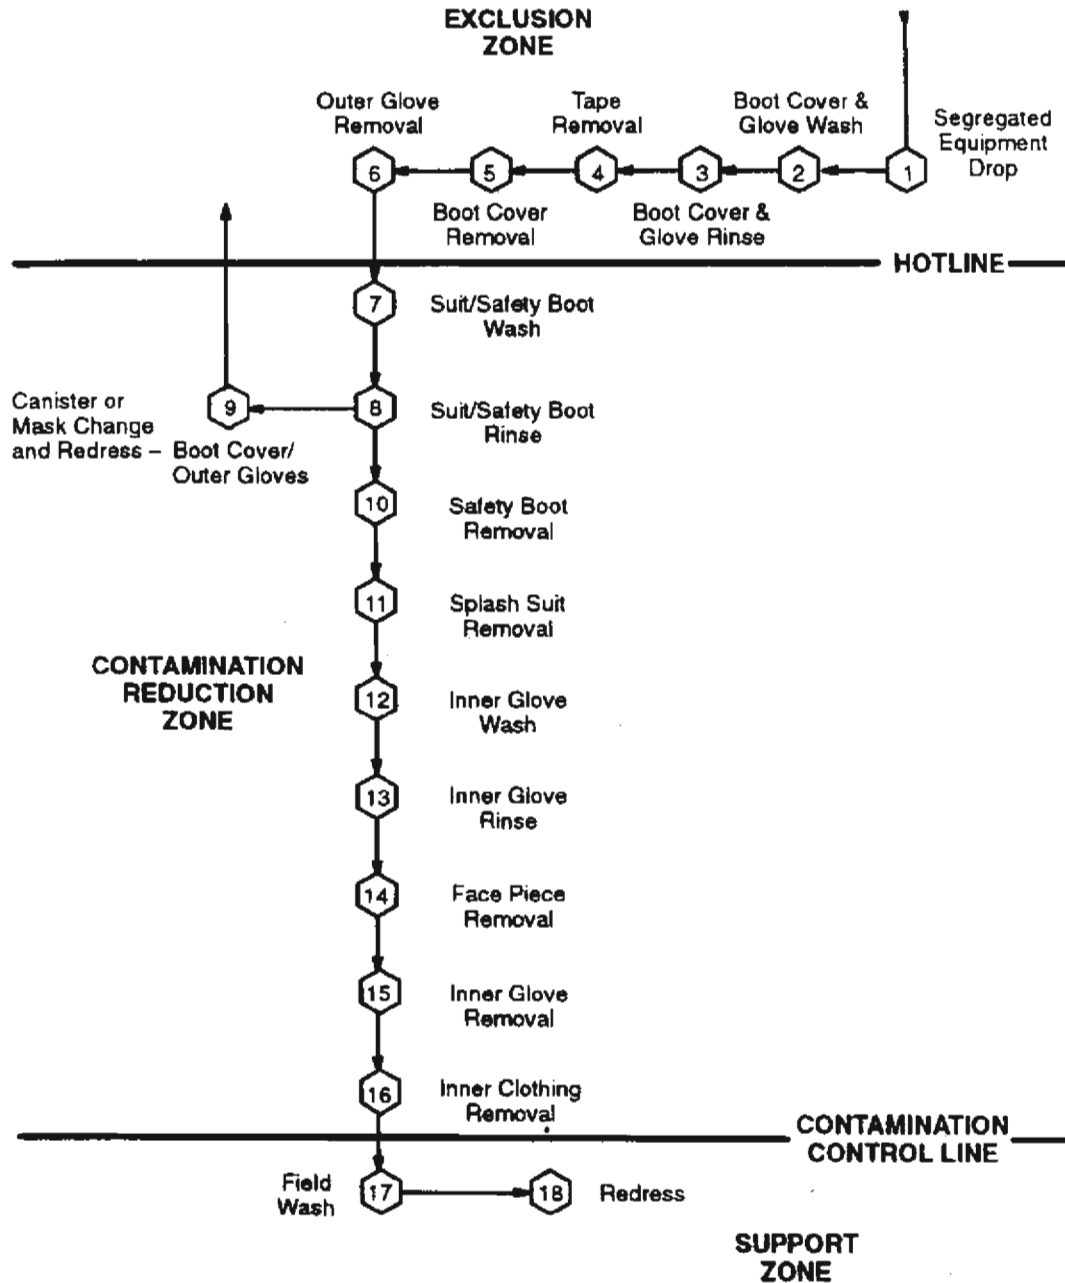 EXCLUSION
ZONE
Outer Glove
Removal
Tape
Removal
Boot Cover &
Glove Wash
Segregated
Equipment
Drop
6
5
4
3
2
1
Boot Cover
Removal
Boot Cover &
Glove Rinse
HOTLINE
7
Suit/Safety Boot
Wash
Canister or
Mask Change
and Redress – Boot Cover/
Outer Gloves
9
8
Suit/Safety Boot
Rinse
10
Safety Boot
Removal
11
Splash Suit
Removal
CONTAMINATION
REDUCTION
ZONE
12
Inner Glove
Wash
13
Inner Glove
Rinse
14
Face Piece
Removal
15
Inner Glove
Removal
16
Inner Clothing
Removal
CONTAMINATION
CONTROL LINE
Field
Wash
17
18
Redress
SUPPORT
ZONE